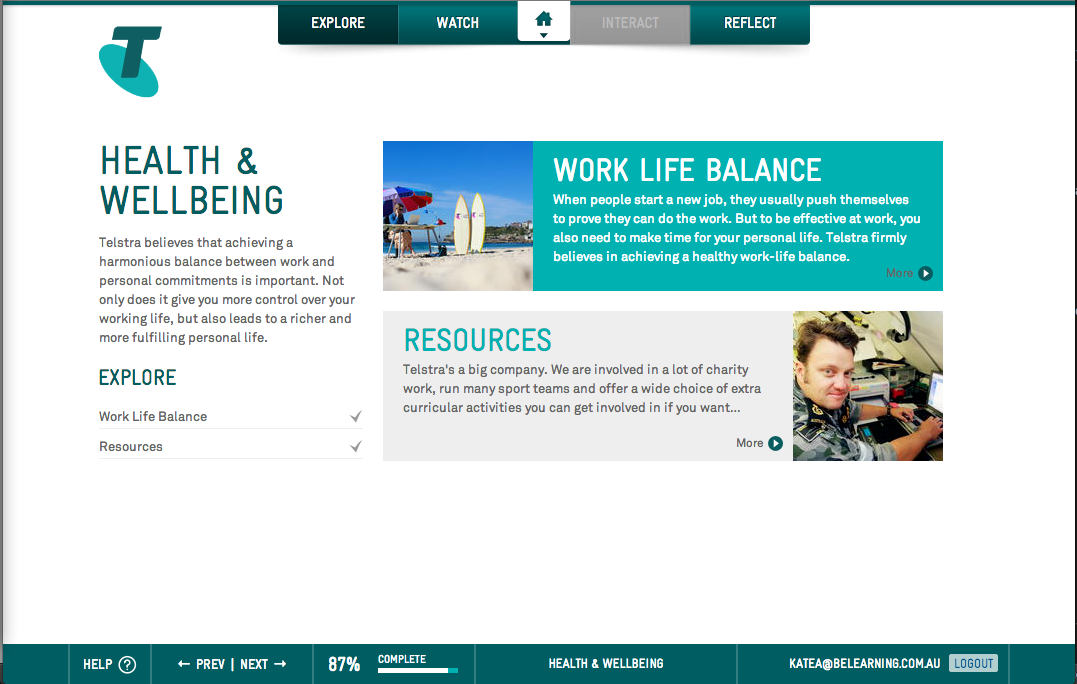 EXPLORE
WATCH
INTERACT
REFLECT
HEALTH &
WELLBEING
Telstra believes that achieving a
harmonious balance between work and
personal commitments is important. Not
only does it give you more control over your
working life, but also leads to a richer and
more fulfilling personal life.
EXPLORE
Work Life Balance
Resources
WORK LIFE BALANCE
When people start a new job, they usually push themselves
to prove they can do the work. But to be effective at work, you
also need to make time for your personal life. Telstra firmly
believes in achieving a healthy work-life balance.
More
RESOURCES
Telstra's a big company. We are involved in a lot of charity
work, run many sport teams and offer a wide choice of extra
curricular activities you can get involved in if you want...
More
HELP ?
← PREV | NEXT →
87% COMPLETE
HEALTH & WELLBEING
KATEA@BELEARNING.COM.AU LOGOUT